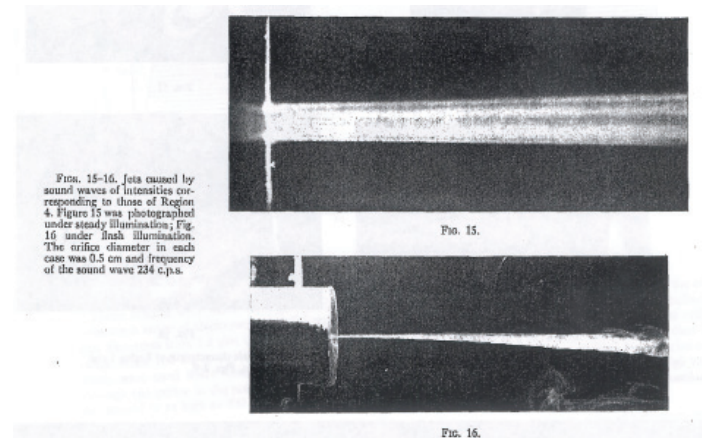 FIGS. 15–16. Jets caused by
sound waves of intensities cor-
responding to those of Region
4. Figure 15 was photographed
under steady illumination; Fig.
16 under flash illumination.
The orifice diameter in each
case was 0.5 cm and frequency
of the sound wave 234 c.p.s.
FIG. 15.
FIG. 16.